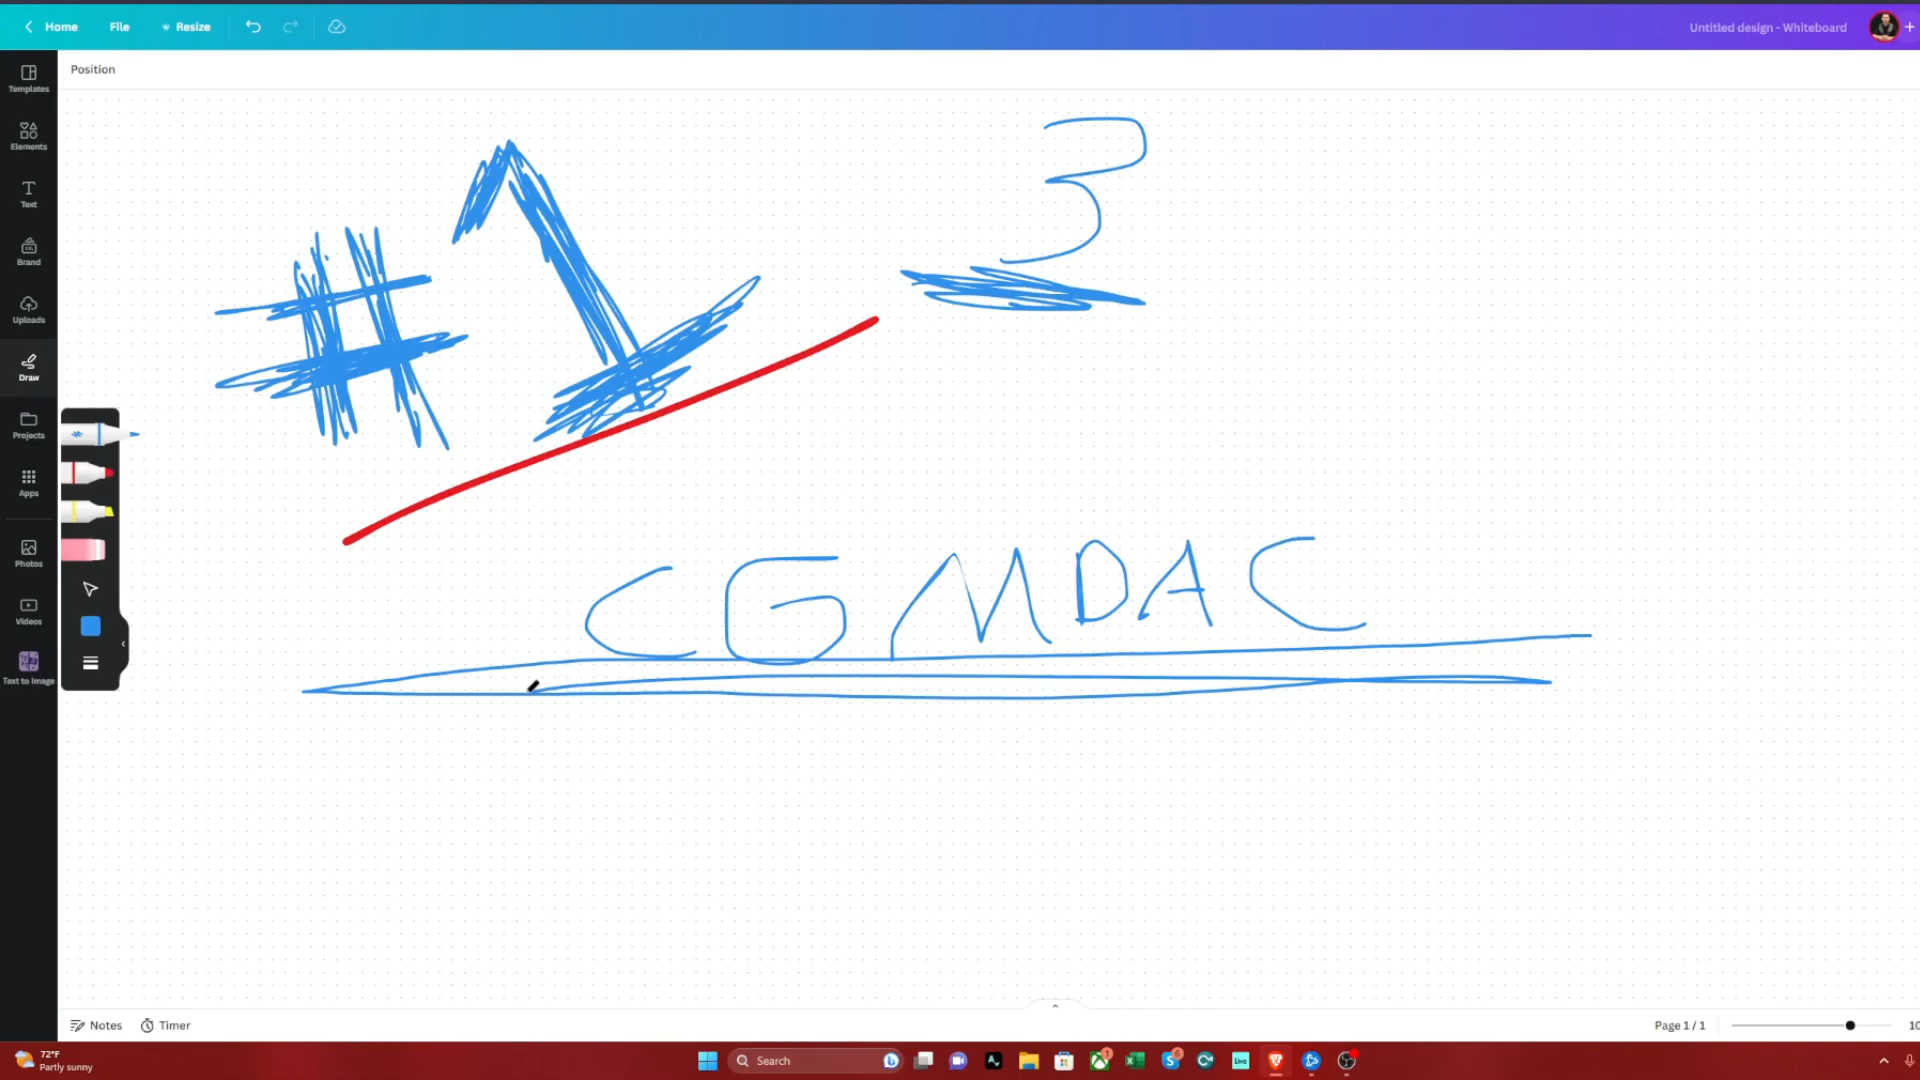 Home File Resize Untitled design - Whiteboard
Position
Templates
Elements
Text
Brand
Uploads
Draw
Projects
Apps
Photos
Videos
Text to Image
#1
3
CGMDAC
Notes Timer Page 1 / 1
72°F
Partly sunny
Search
Live